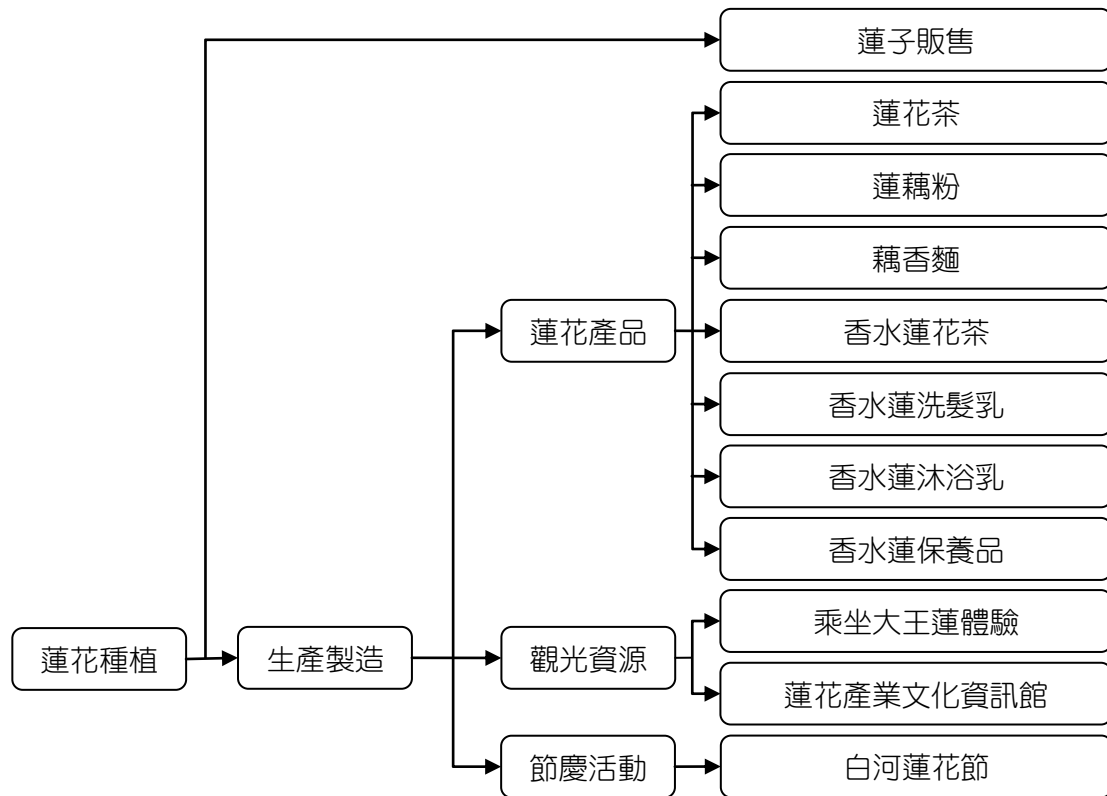 蓮子販售
蓮花茶
蓮藕粉
藕香麵
蓮花產品
香水蓮花茶
香水蓮洗髮乳
香水蓮沐浴乳
香水蓮保養品
乘坐大王蓮體驗
蓮花種植
生產製造
觀光資源
蓮花產業文化資訊館
節慶活動
白河蓮花節